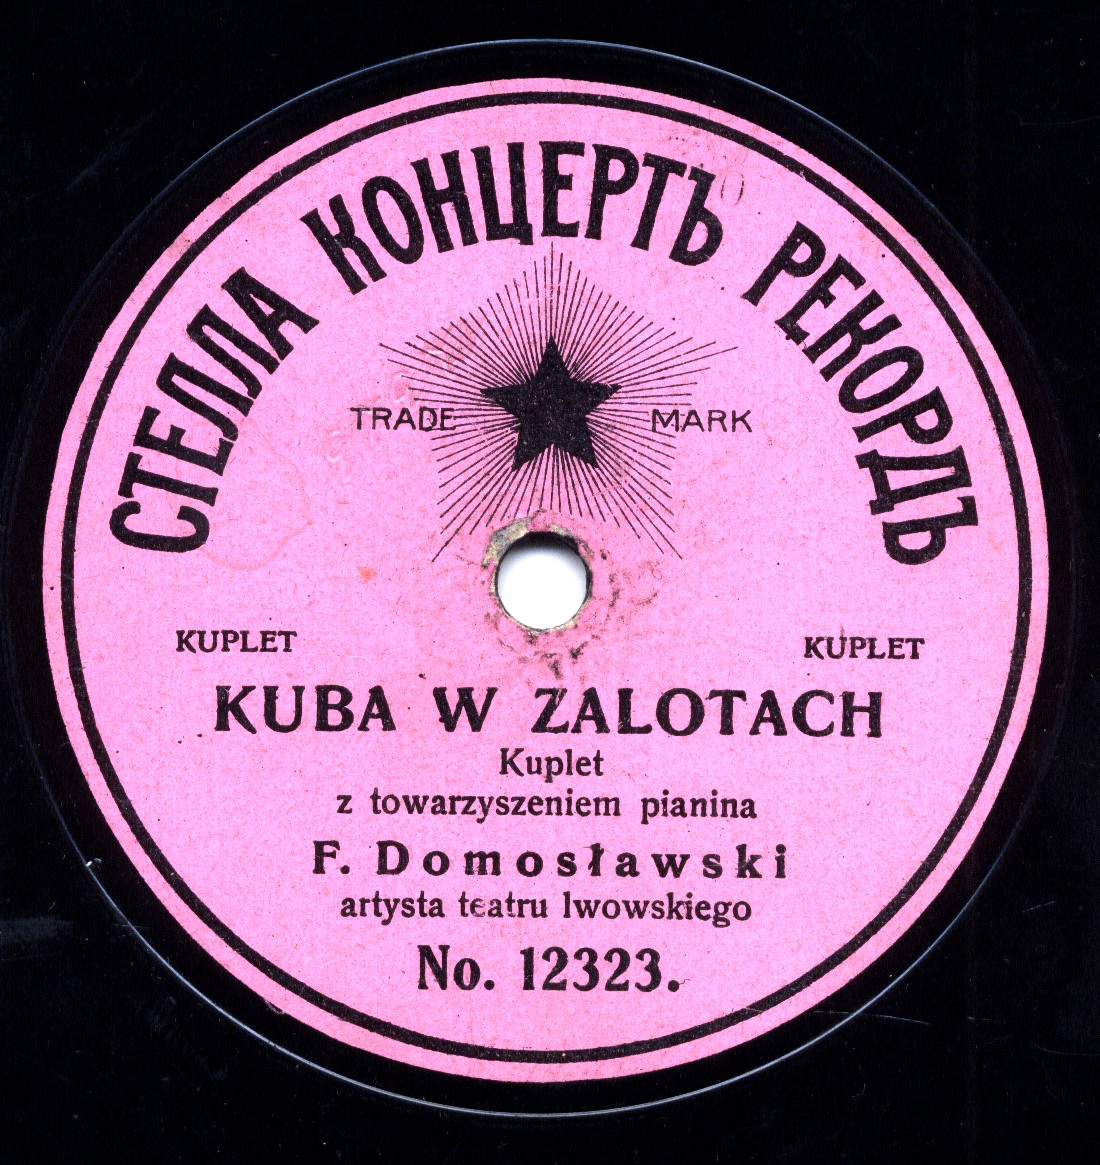 СТЕЛЛА КОНЦЕРТЪ РЕКОРДЪ
TRADE MARK
KUPLET KUPLET
KUBA W ZALOTACH
Kuplet
z towarzyszeniem pianina
F. Domosławski
artysta teatru lwowskiego
No. 12323.